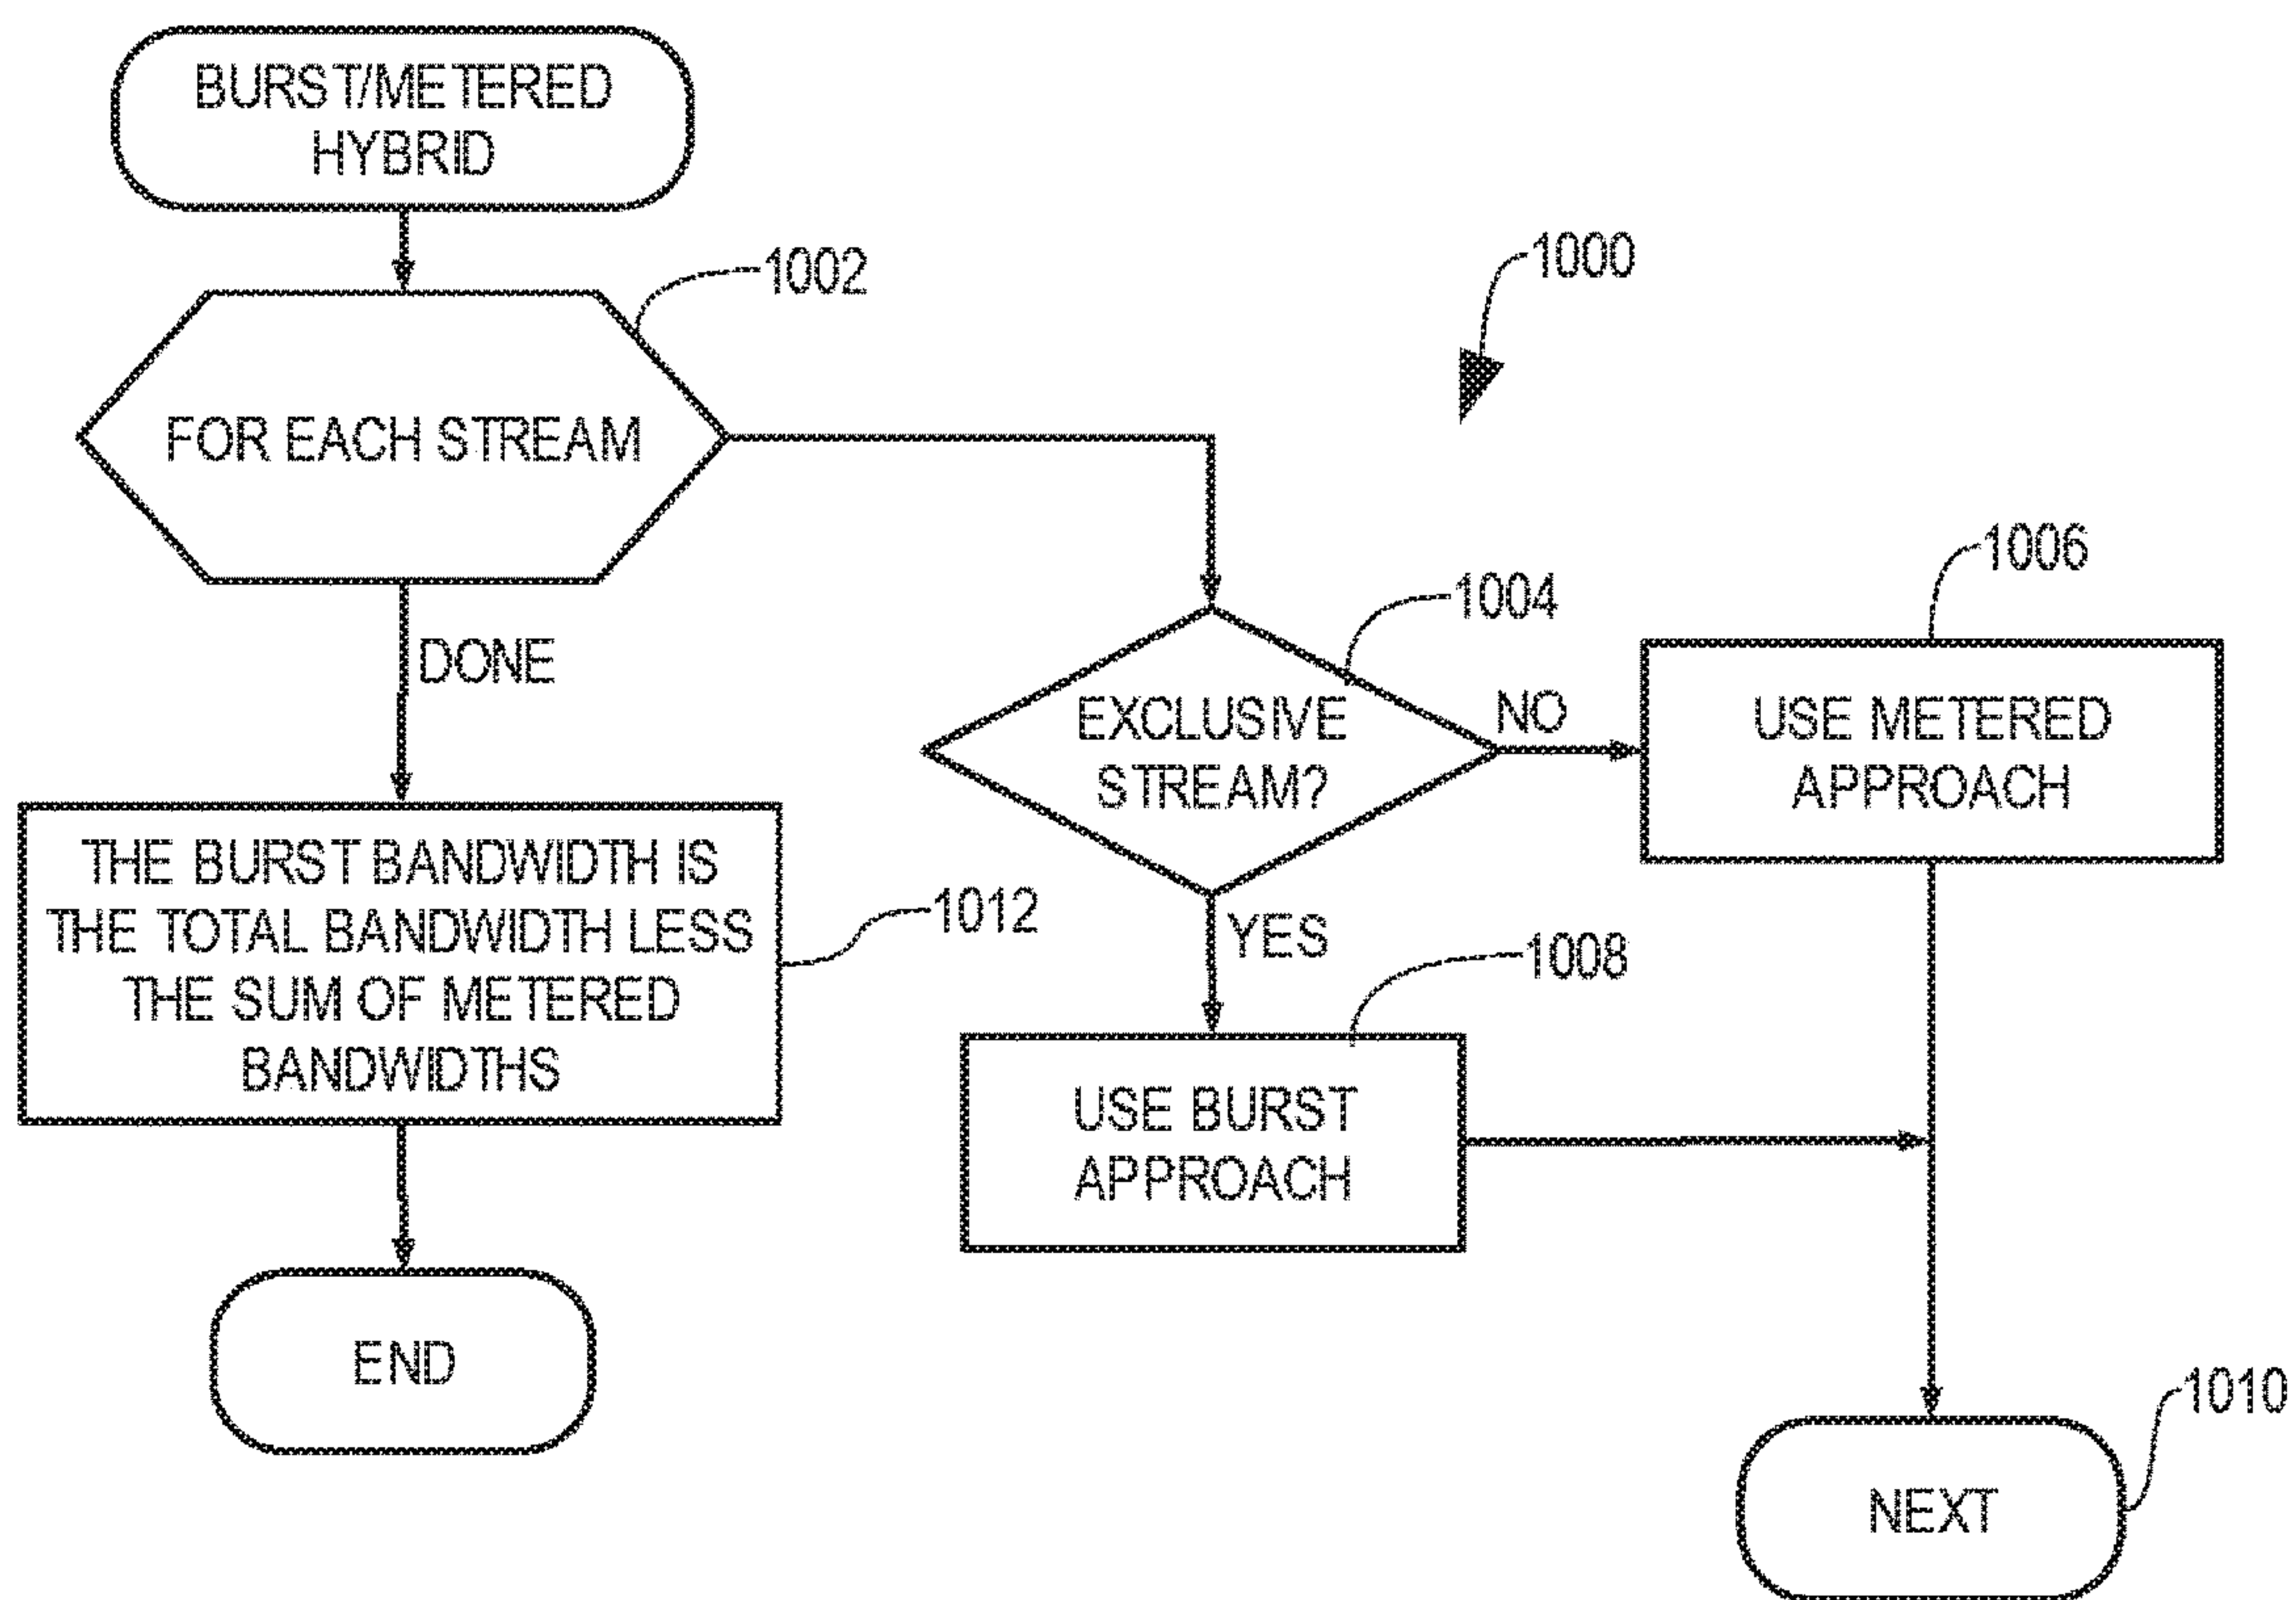 BURST/METERED
HYBRID
1002
1000
FOR EACH STREAM
DONE
1004
1006
EXCLUSIVE
STREAM?
NO
USE METERED
APPROACH
THE BURST BANDWIDTH IS
THE TOTAL BANDWIDTH LESS
THE SUM OF METERED
BANDWIDTHS
1012
YES
1008
USE BURST
APPROACH
END
1010
NEXT